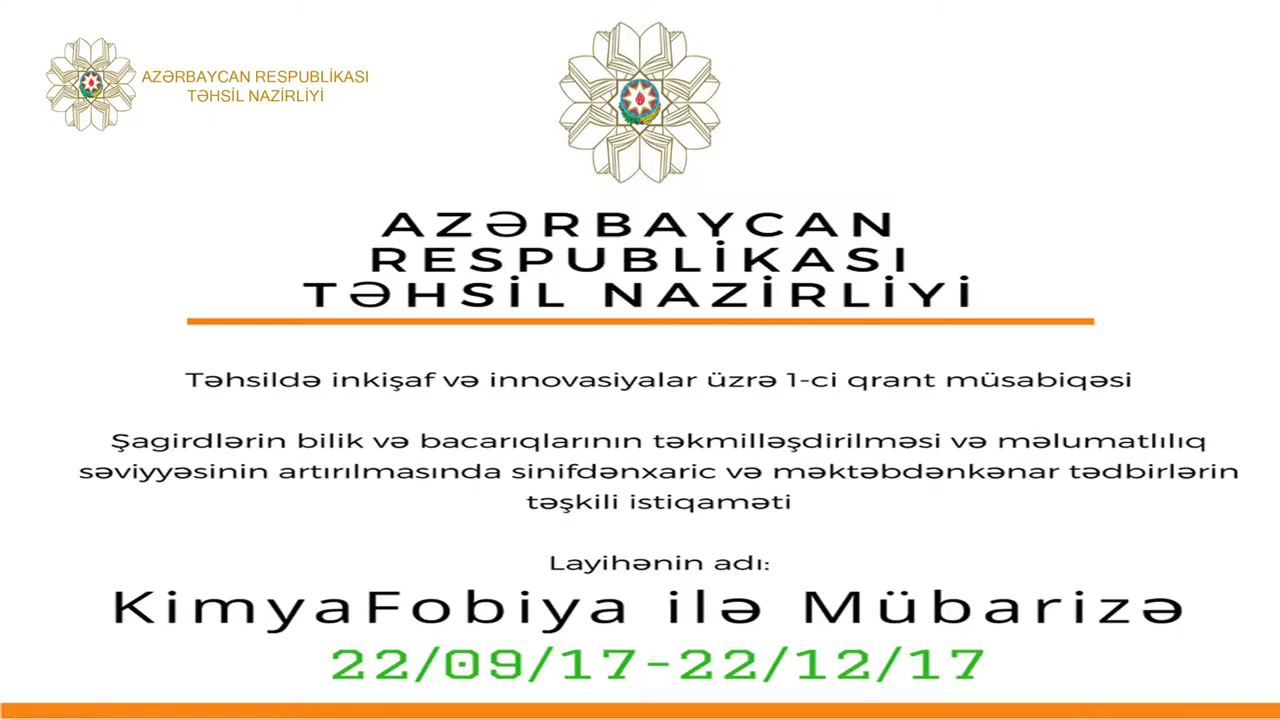 AZƏRBAYCAN RESPUBLİKASI
TƏHSİL NAZİRLİYİ
AZƏRBAYCAN
RESPUBLİKASI
TƏHSİL NAZİRLİYİ
Təhsildə inkişaf və innovasiyalar üzrə 1-ci qrant müsabiqəsi
Şagirdlərin bilik və bacarıqlarının təkmilləşdirilməsi və məlumatlılıq
səviyyəsinin artırılmasında sinifdənxaric və məktəbdənkənar tədbirlərin
təşkili istiqaməti
Layihənin adı:
KimyaFobiya ilə Mübarizə
22/09/17-22/12/17